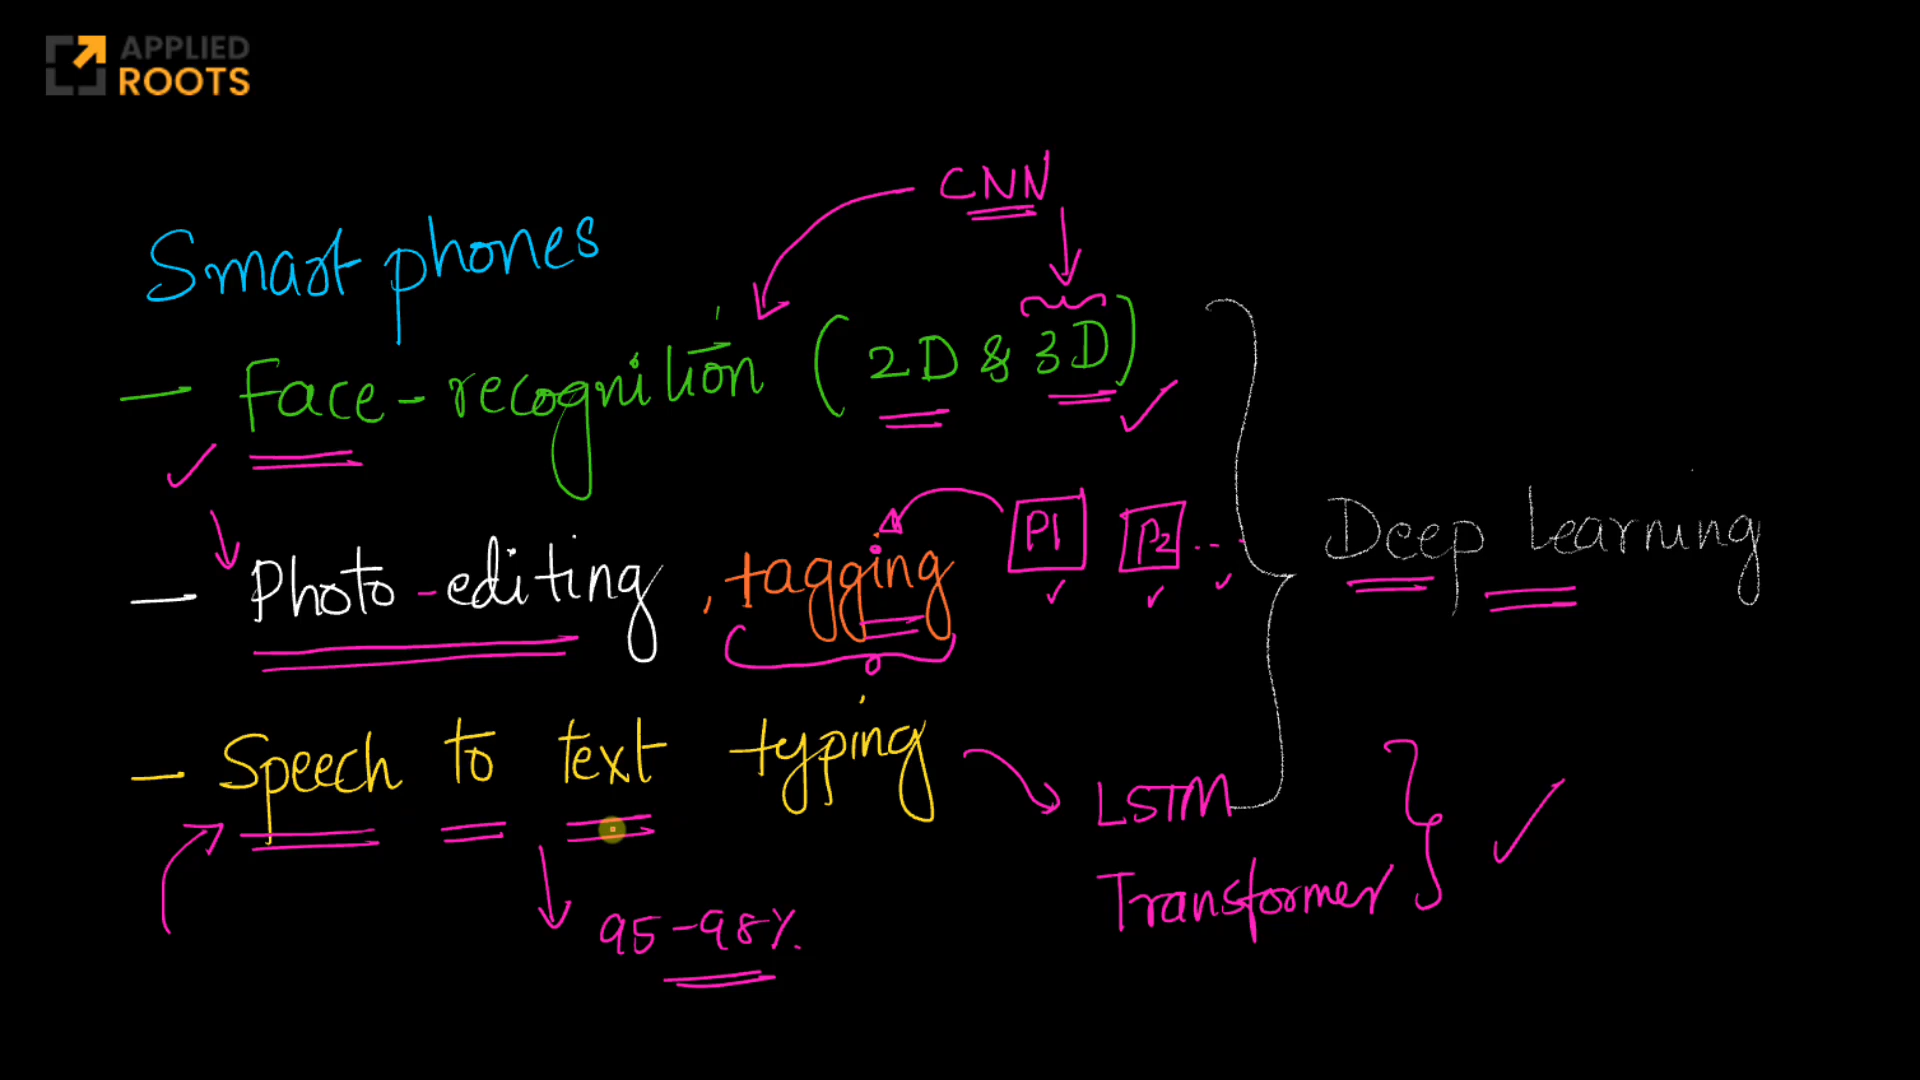 APPLIED
ROOTS
CNN
Smart phones
- Face-recognition (2D & 3D)
P1 P2 ...
- Photo-editing, tagging
Deep Learning
- Speech to text typing
LSTM
Transformer
95-98%